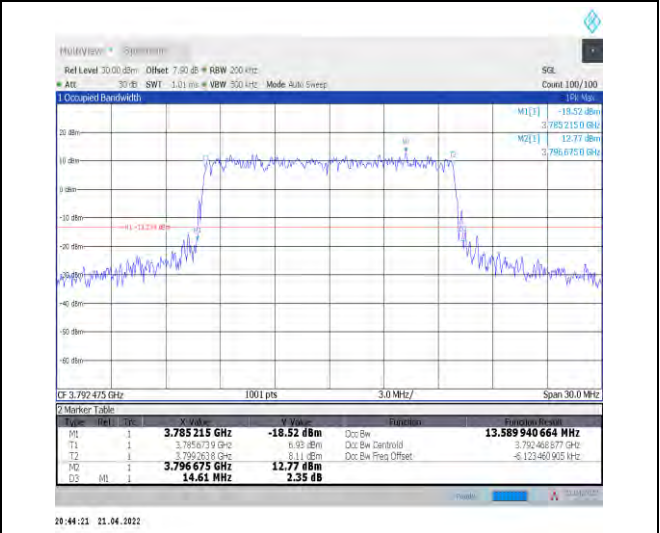 MultiView Spectrum
Ref Level 30.00 dBm Offset 7.90 dB RBW 200 kHz SGL
Att 30 dB SWT 1.01 ms VBW 300 kHz Mode Auto Sweep Count 100/100
1 Occupied Bandwidth 1Pk Max
M1[1] -18.52 dBm
3.785 215 0 GHz
M2[1] 12.77 dBm
3.796 675 0 GHz
20 dBm
M2
T2
10 dBm
0 dBm
-10 dBm
-20 dBm
-30 dBm
-40 dBm
-50 dBm
-60 dBm
CF 3.792 475 GHz 1001 pts 3.0 MHz/ Span 30.0 MHz
2 Marker Table
Type Ref Trc X-Value Y-Value Function Function Result
M1 1 3.785 215 GHz -18.52 dBm Occ Bw 13.589 940 664 MHz
T1 1 3.785 673 9 GHz 6.93 dBm Occ Bw Centroid 3.792 468 877 GHz
T2 1 3.799 263 8 GHz 8.11 dBm Occ Bw Freq Offset -6.123 460 905 kHz
M2 1 3.796 675 GHz 12.77 dBm
D3 M1 1 14.61 MHz 2.35 dB
20:44:21 21.04.2022